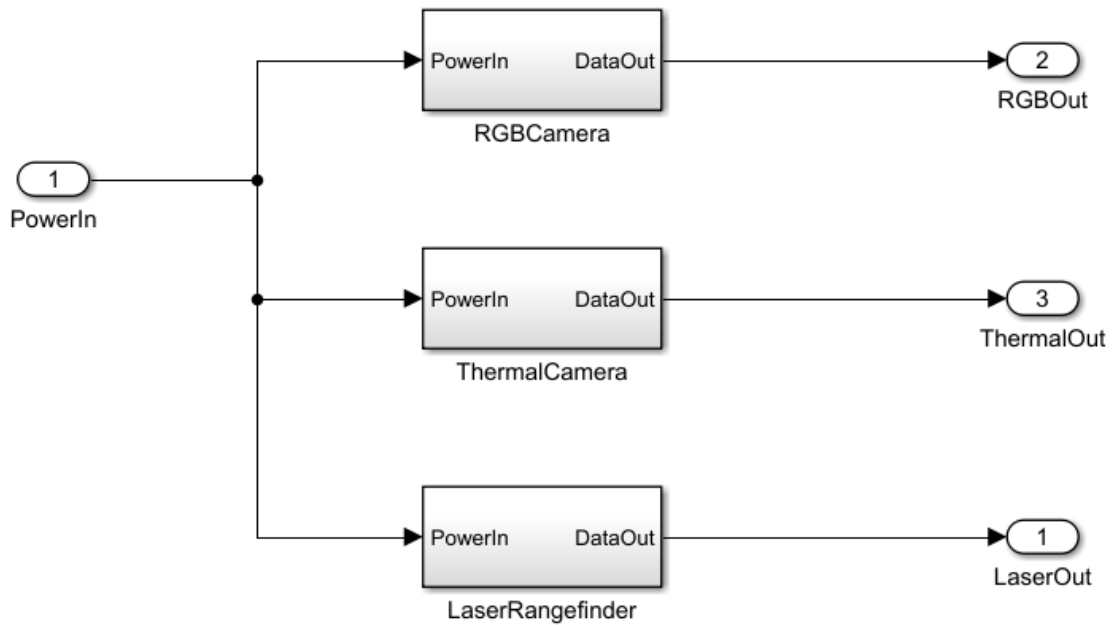 PowerIn DataOut
2
RGBOut
RGBCamera
1
PowerIn
PowerIn DataOut
3
ThermalOut
ThermalCamera
PowerIn DataOut
1
LaserOut
LaserRangefinder